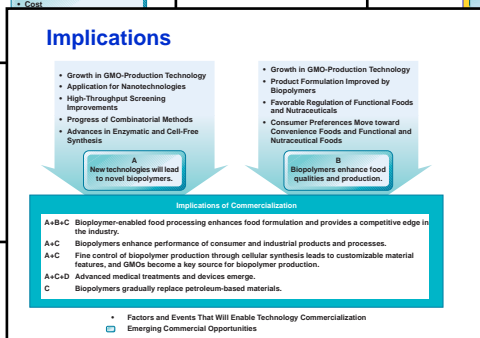 • Cost
Implications
• Growth in GMO-Production Technology
• Application for Nanotechnologies
• High-Throughput Screening
Improvements
• Progress of Combinatorial Methods
• Advances in Enzymatic and Cell-Free
Synthesis
A
New technologies will lead
to novel biopolymers.
• Growth in GMO-Production Technology
• Product Formulation Improved by
Biopolymers
• Favorable Regulation of Functional Foods
and Nutraceuticals
• Consumer Preferences Move toward
Convenience Foods and Functional and
Nutraceutical Foods
B
Biopolymers enhance food
qualities and production.
Implications of Commercialization
A+B+C Bioploymer-enabled food processing enhances food formulation and provides a competitive edge in
the industry.
A+C Biopolymers enhance performance of consumer and industrial products and processes.
A+C Fine control of biopolymer production through cellular synthesis leads to customizable material
features, and GMOs become a key source for biopolymer production.
A+C+D Advanced medical treatments and devices emerge.
C Biopolymers gradually replace petroleum-based materials.
• Factors and Events That Will Enable Technology Commercialization
Emerging Commercial Opportunities